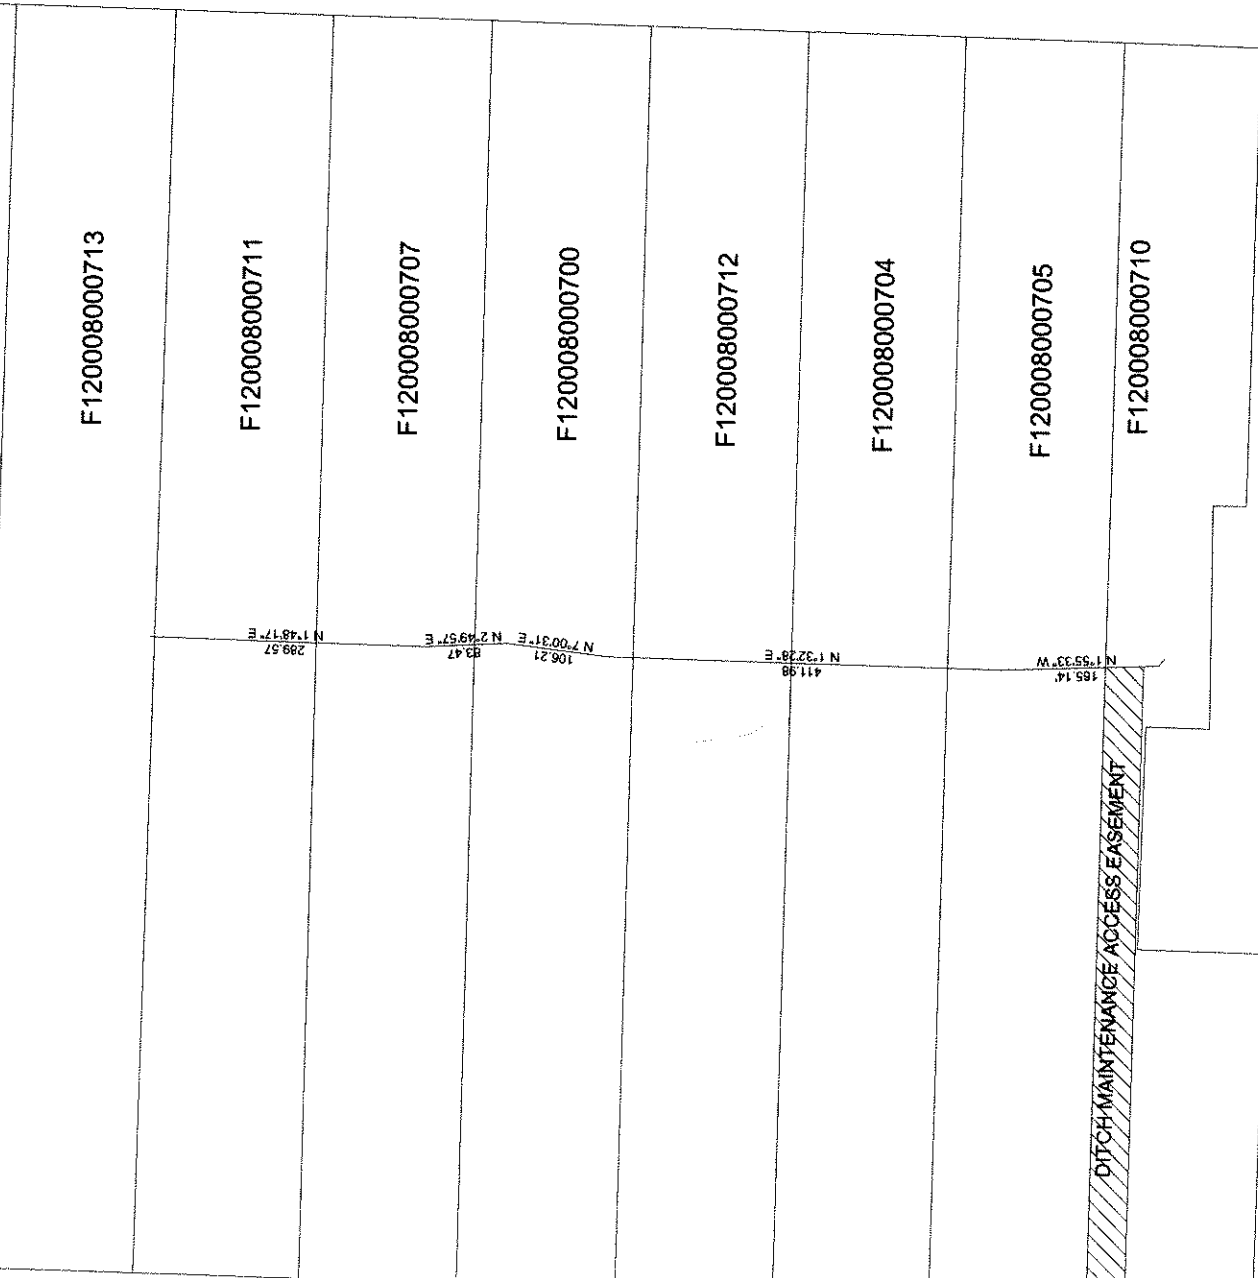 F120008000713
F120008000711
F120008000707
F120008000700
F120008000712
F120008000704
F120008000705
F120008000710
N 1°48'17" E
289.57
N 2°49'57" E
83.47
N 7°00'31" E
106.21
N 1°32'28" E
411.98
N 1°55'33" W
165.14'
DITCH MAINTENANCE ACCESS EASEMENT